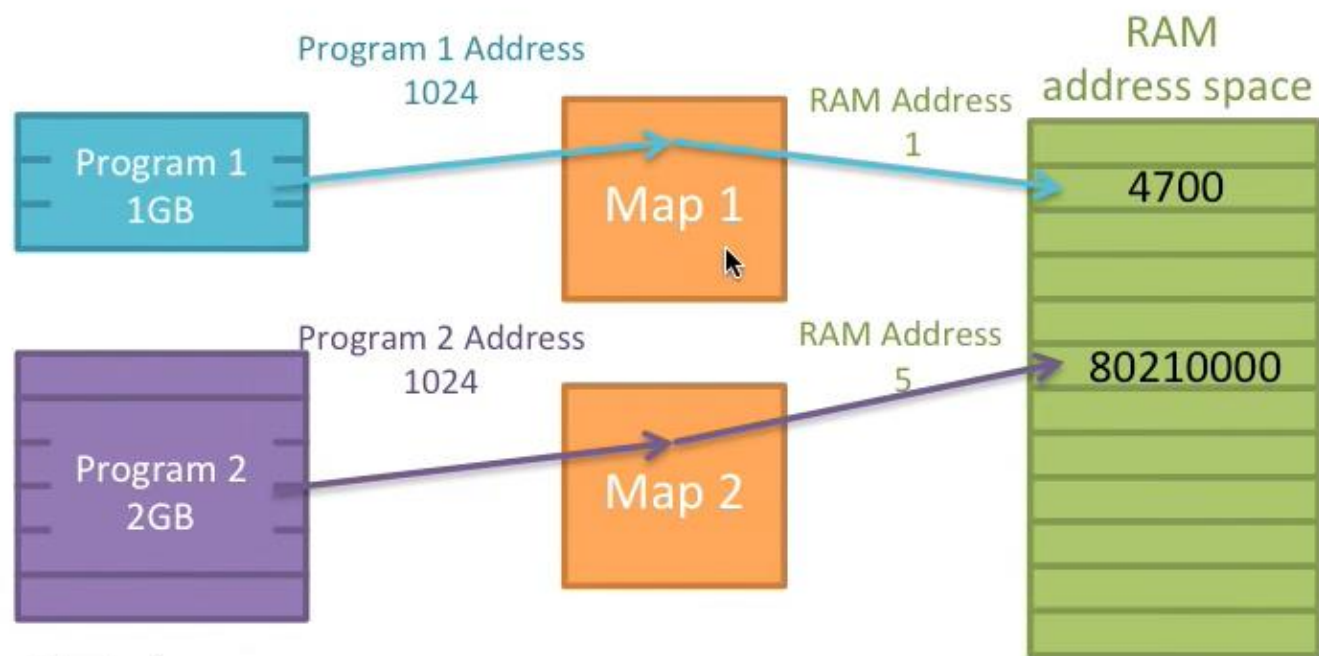 Program 1 Address
1024
RAM
address space
RAM Address
1
Program 1
1GB
Map 1
4700
Program 2 Address
1024
RAM Address
5
80210000
Program 2
2GB
Map 2